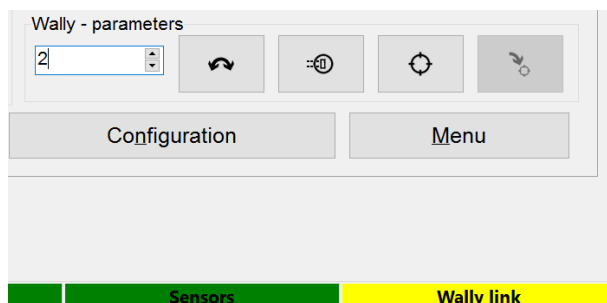 Wally - parameters
2
Configuration
Menu
Sensors
Wally link